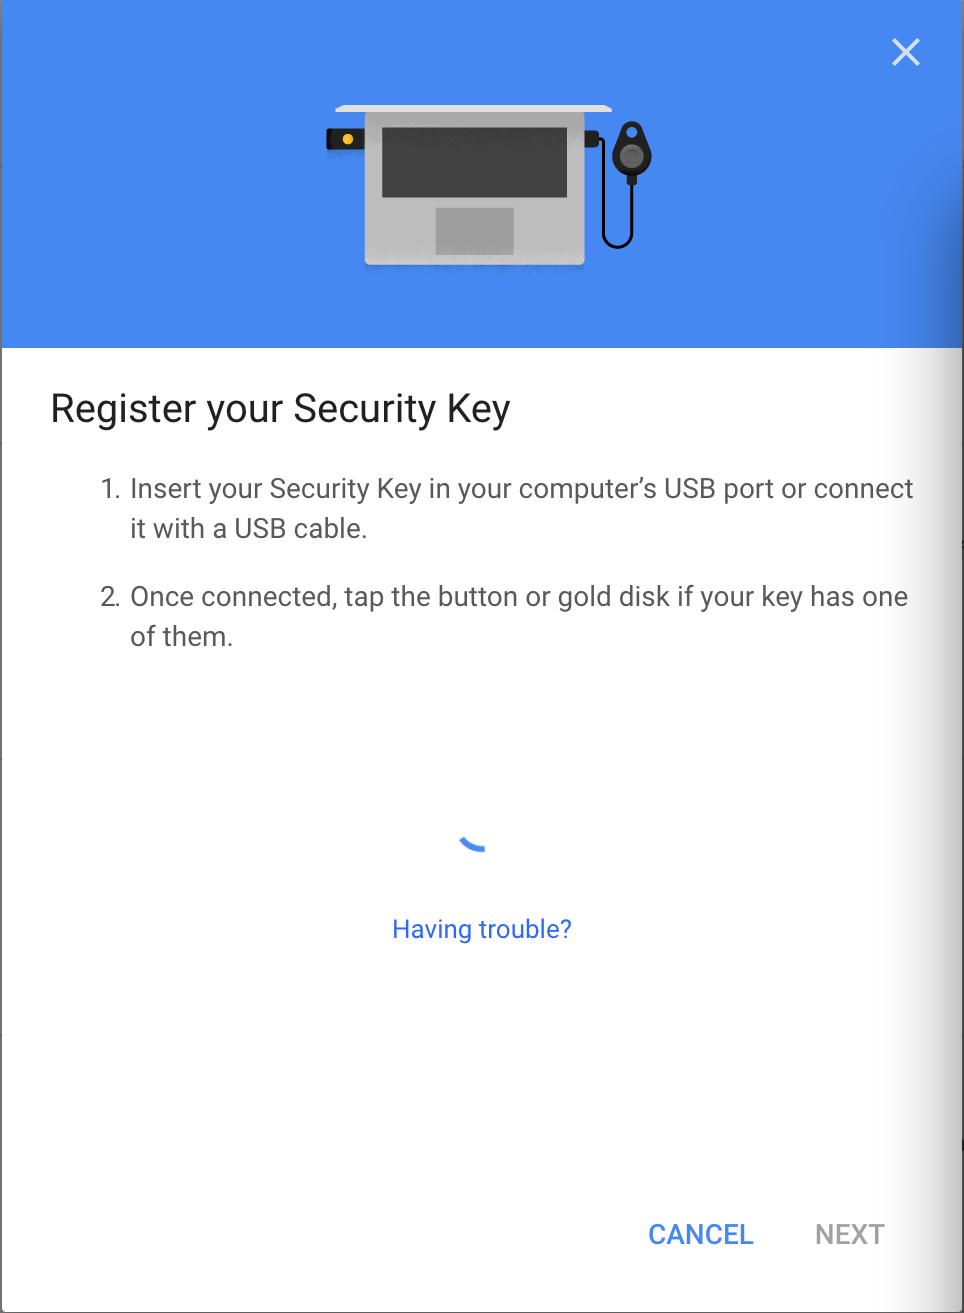 Register your Security Key
1. Insert your Security Key in your computer’s USB port or connect
it with a USB cable.
2. Once connected, tap the button or gold disk if your key has one
of them.
Having trouble?
CANCEL NEXT